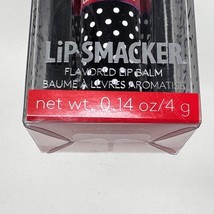 LiP SMACKER
FLAVORED LIP BALM
BAUME À LÈVRES AROMATISÉ
net wt. 0.14 oz/4 g